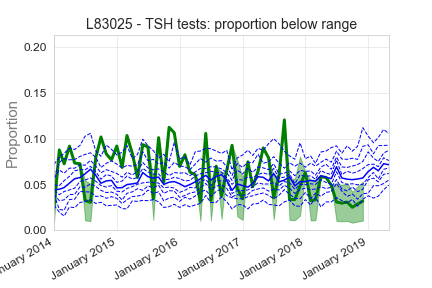 L83025 - TSH tests: proportion below range
Proportion
0.20
0.15
0.10
0.05
0.00
nuary 2014
January 2015
January 2016
January 2017
January 2018
January 2019